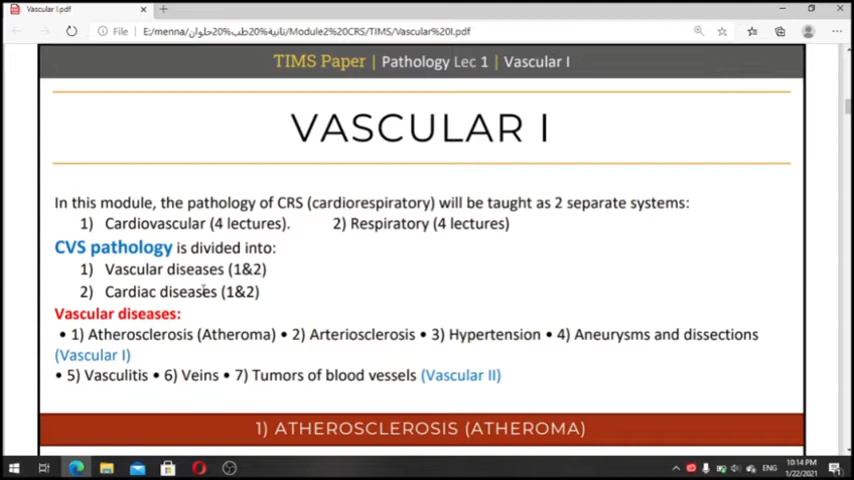 Vascular I.pdf
File
E:/menna/ثانية%20طب%20حلوان/Module2%20CRS/TIMS/Vascular%20I.pdf
TIMS Paper | Pathology Lec 1 | Vascular I
VASCULAR I
In this module, the pathology of CRS (cardiorespiratory) will be taught as 2 separate systems:
1) Cardiovascular (4 lectures). 2) Respiratory (4 lectures)
CVS pathology is divided into:
1) Vascular diseases (1&2)
2) Cardiac diseases (1&2)
Vascular diseases:
• 1) Atherosclerosis (Atheroma) • 2) Arteriosclerosis • 3) Hypertension • 4) Aneurysms and dissections
(Vascular I)
• 5) Vasculitis • 6) Veins • 7) Tumors of blood vessels (Vascular II)
1) ATHEROSCLEROSIS (ATHEROMA)
ENG
10:14 PM
1/22/2021